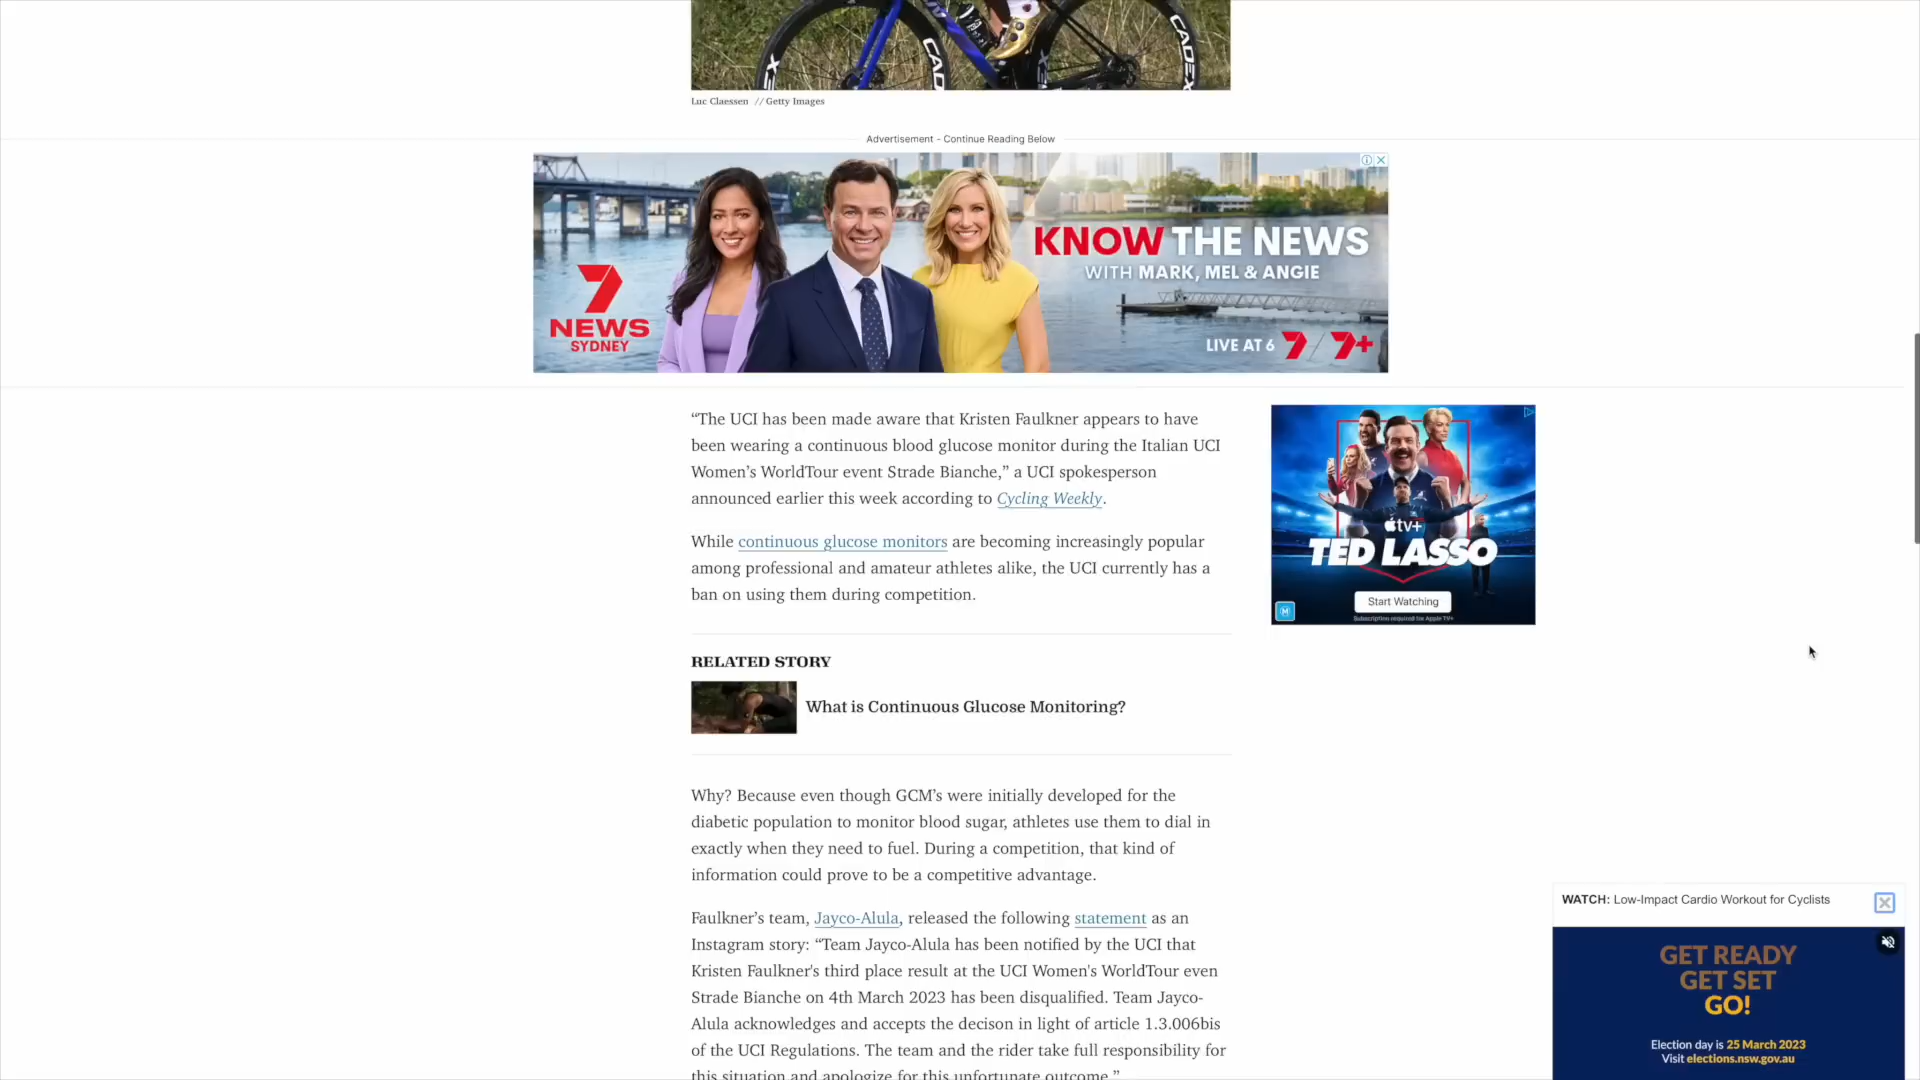 CADEX
CADEX
Luc Claessen // Getty Images
Advertisement - Continue Reading Below
KNOW THE NEWS
WITH MARK, MEL & ANGIE
7
NEWS
SYDNEY
LIVE AT 6 7 / 7+
“The UCI has been made aware that Kristen Faulkner appears to have
been wearing a continuous blood glucose monitor during the Italian UCI
Women’s WorldTour event Strade Bianche,” a UCI spokesperson
announced earlier this week according to Cycling Weekly.
While continuous glucose monitors are becoming increasingly popular
among professional and amateur athletes alike, the UCI currently has a
ban on using them during competition.
tv+
TED LASSO
Start Watching
Subscription required for Apple TV+
M
RELATED STORY
What is Continuous Glucose Monitoring?
Why? Because even though GCM’s were initially developed for the
diabetic population to monitor blood sugar, athletes use them to dial in
exactly when they need to fuel. During a competition, that kind of
information could prove to be a competitive advantage.
Faulkner’s team, Jayco-Alula, released the following statement as an
Instagram story: “Team Jayco-Alula has been notified by the UCI that
Kristen Faulkner's third place result at the UCI Women's WorldTour even
Strade Bianche on 4th March 2023 has been disqualified. Team Jayco-
Alula acknowledges and accepts the decison in light of article 1.3.006bis
of the UCI Regulations. The team and the rider take full responsibility for
this situation and apologize for this unfortunate outcome.”
WATCH: Low-Impact Cardio Workout for Cyclists
GET READY
GET SET
GO!
Election day is 25 March 2023
Visit elections.nsw.gov.au